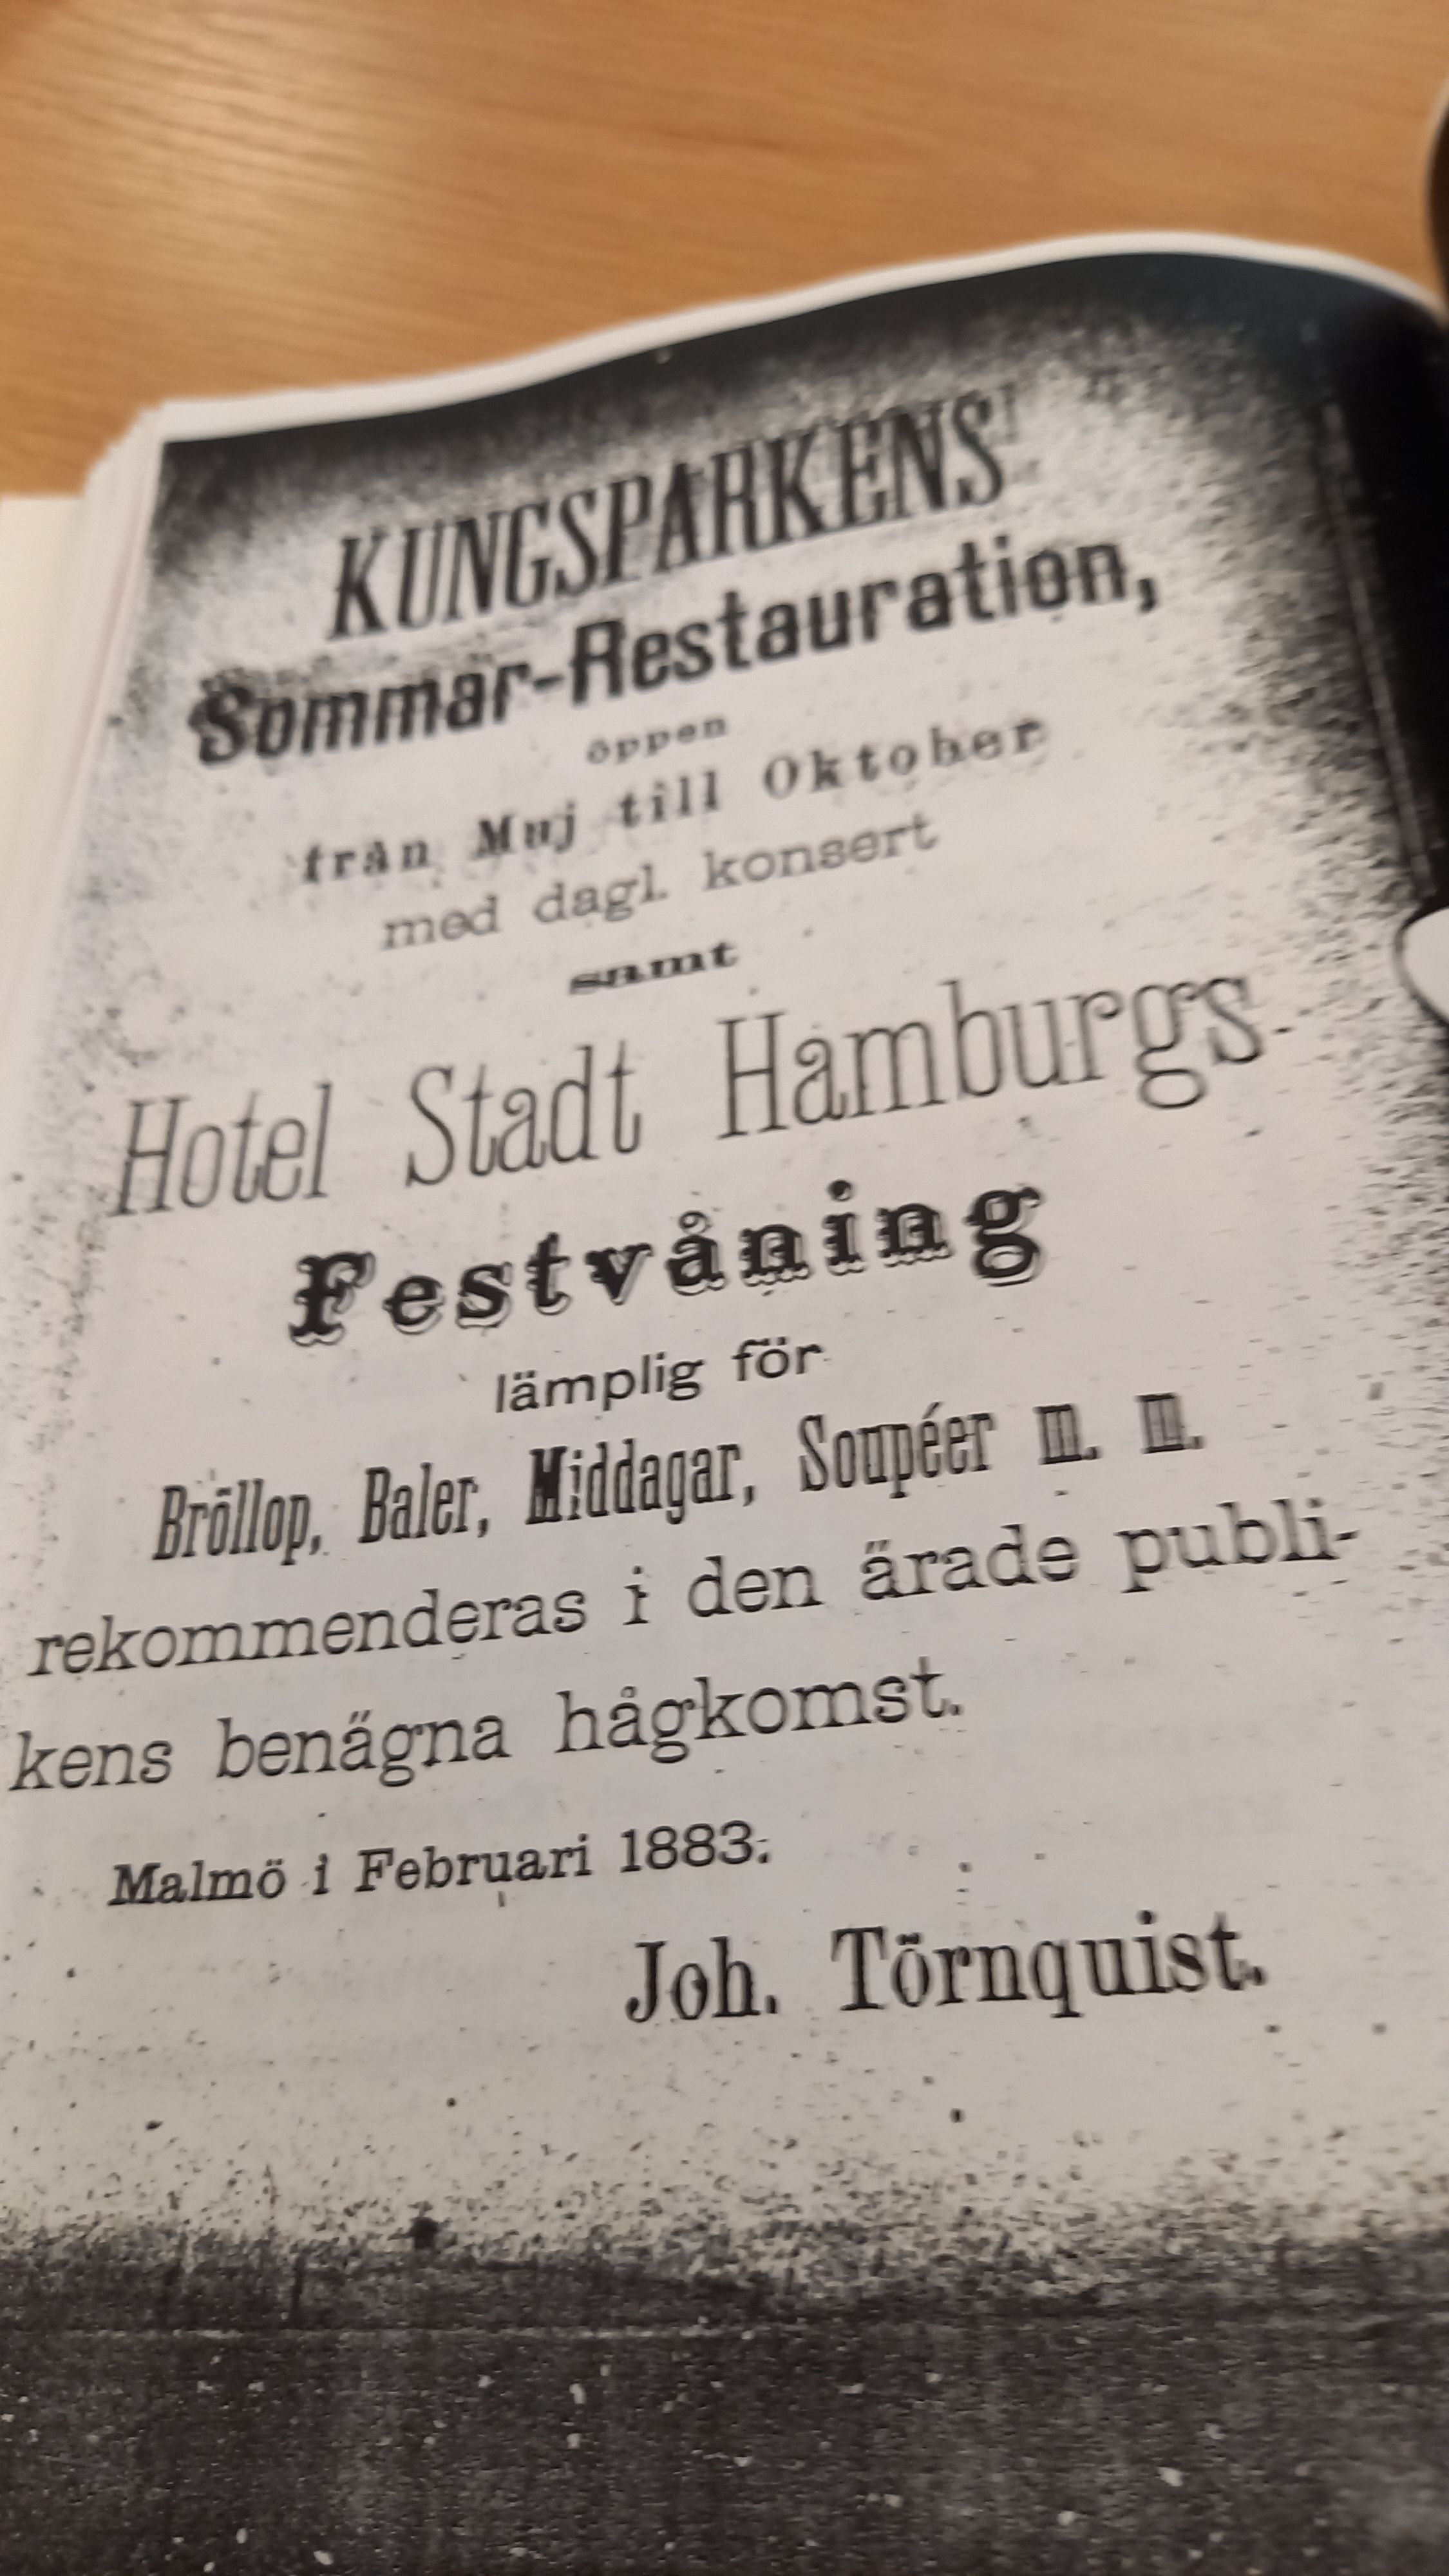 KUNGSPARKENS
Sommar-Restauration,
öppen
från Maj till Oktober
med dagl. konsert
samt
Hotel Stadt Hamburgs
Festvåning
lämplig för
Bröllop, Baler, Middagar, Soupéer m. m.
rekommenderas i den ärade publi-
kens benägna hågkomst.
Malmö i Februari 1883.
Joh. Törnquist.